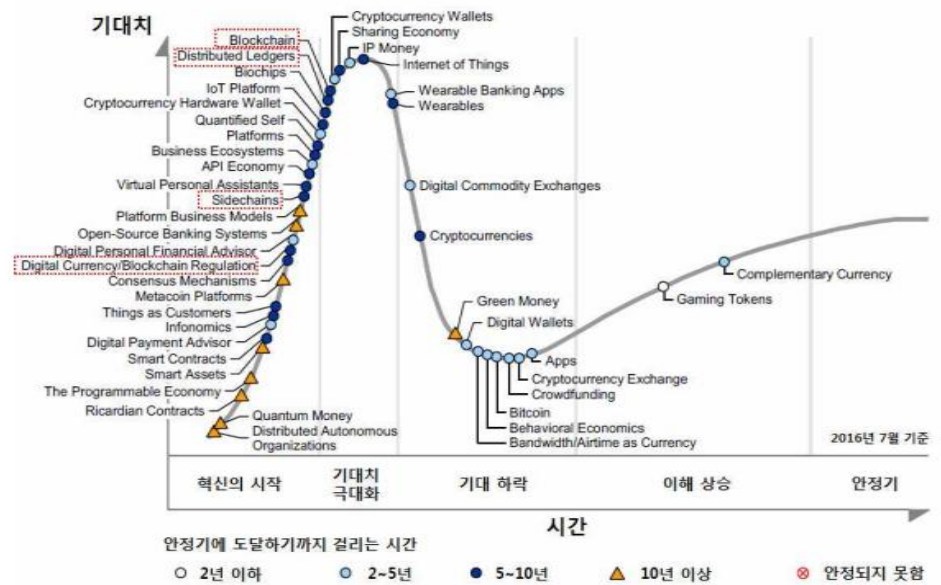 기대치
Cryptocurrency Wallets
Sharing Economy
IP Money
Internet of Things
Blockchain
Distributed Ledgers
Biochips
IoT Platform
Cryptocurrency Hardware Wallet
Quantified Self
Platforms
Business Ecosystems
API Economy
Virtual Personal Assistants
Sidechains
Platform Business Models
Open-Source Banking Systems
Digital Personal Financial Advisor
Digital Currency/Blockchain Regulation
Consensus Mechanisms
Metacoin Platforms
Things as Customers
Infonomics
Digital Payment Advisor
Smart Contracts
Smart Assets
The Programmable Economy
Ricardian Contracts
Quantum Money
Distributed Autonomous
Organizations
Wearable Banking Apps
Wearables
Digital Commodity Exchanges
Cryptocurrencies
Green Money
Digital Wallets
Apps
Cryptocurrency Exchange
Crowdfunding
Bitcoin
Behavioral Economics
Bandwidth/Airtime as Currency
Complementary Currency
Gaming Tokens
2016년 7월 기준
혁신의 시작
기대치
극대화
기대 하락
이해 상승
안정기
시간
안정기에 도달하기까지 걸리는 시간
2년 이하
2~5년
5~10년
10년 이상
안정되지 못함